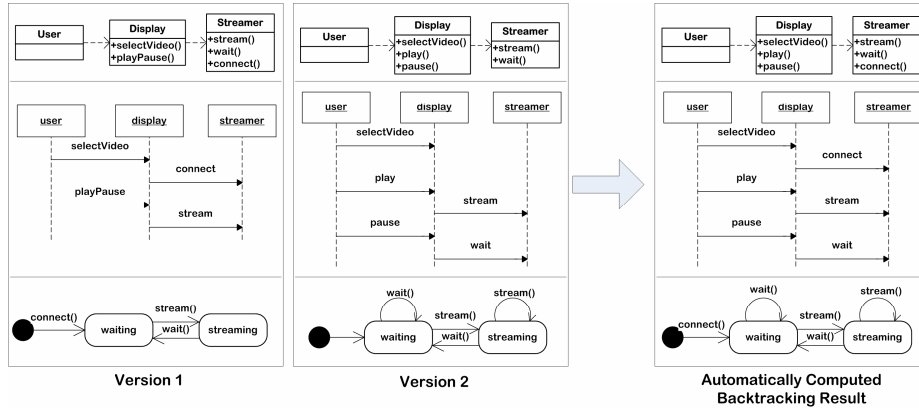 User
Display
+selectVideo()
+playPause()
Streamer
+stream()
+wait()
+connect()
user
display
streamer
selectVideo
connect
playPause
stream
connect()
waiting
stream()
wait()
streaming
Version 1
User
Display
+selectVideo()
+play()
+pause()
Streamer
+stream()
+wait()
user
display
streamer
selectVideo
play
stream
pause
wait
wait()
stream()
waiting
stream()
wait()
streaming
Version 2
User
Display
+selectVideo()
+play()
+pause()
Streamer
+stream()
+wait()
+connect()
user
display
streamer
selectVideo
connect
play
stream
pause
wait
wait()
stream()
connect()
waiting
stream()
wait()
streaming
Automatically Computed
Backtracking Result